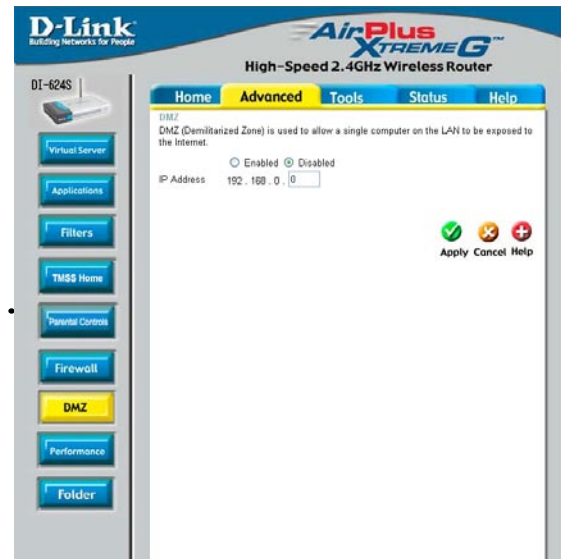 D-Link
Building Networks for People
AirPlus
XTREME G™
High-Speed 2.4GHz Wireless Router
DI-624S
Home Advanced Tools Status Help
DMZ
DMZ (Demilitarized Zone) is used to allow a single computer on the LAN to be exposed to
the Internet.
Enabled Disabled
IP Address 192 . 168 . 0 . 0
Apply Cancel Help
Virtual Server
Applications
Filters
TMSS Home
Parental Controls
Firewall
DMZ
Performance
Folder